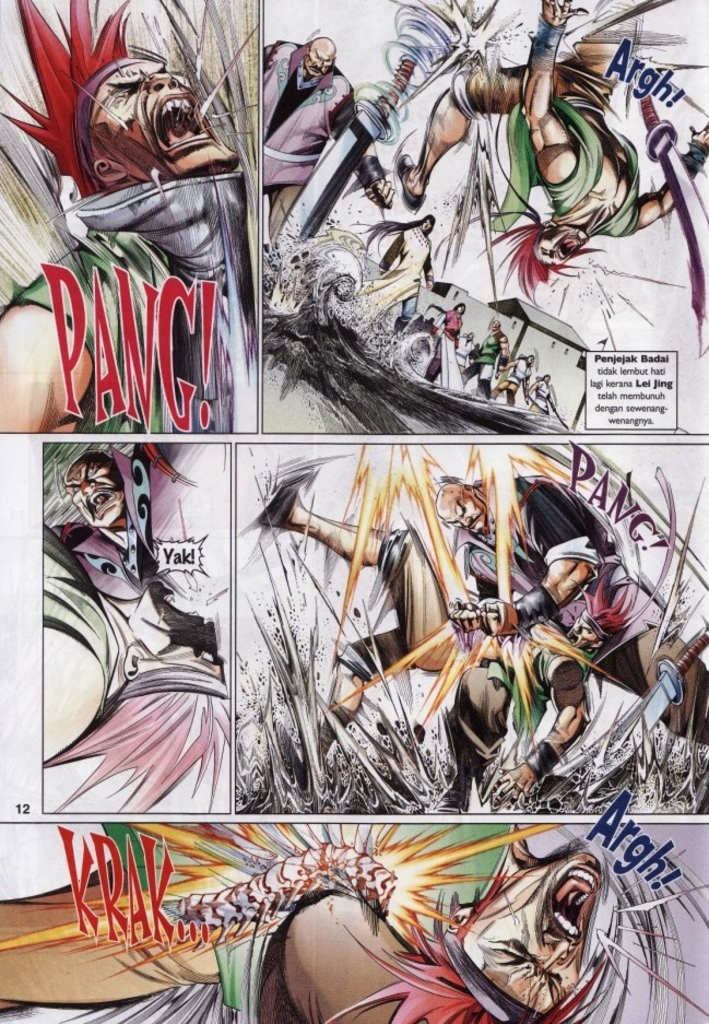 PANG!
Argh!
Penjejak Badai
tidak lembut hati
lagi kerana Lei Jing
telah membunuh
dengan sewenang-
wenangnya.
Yak!
PANG!
12
KRAK...
Argh!